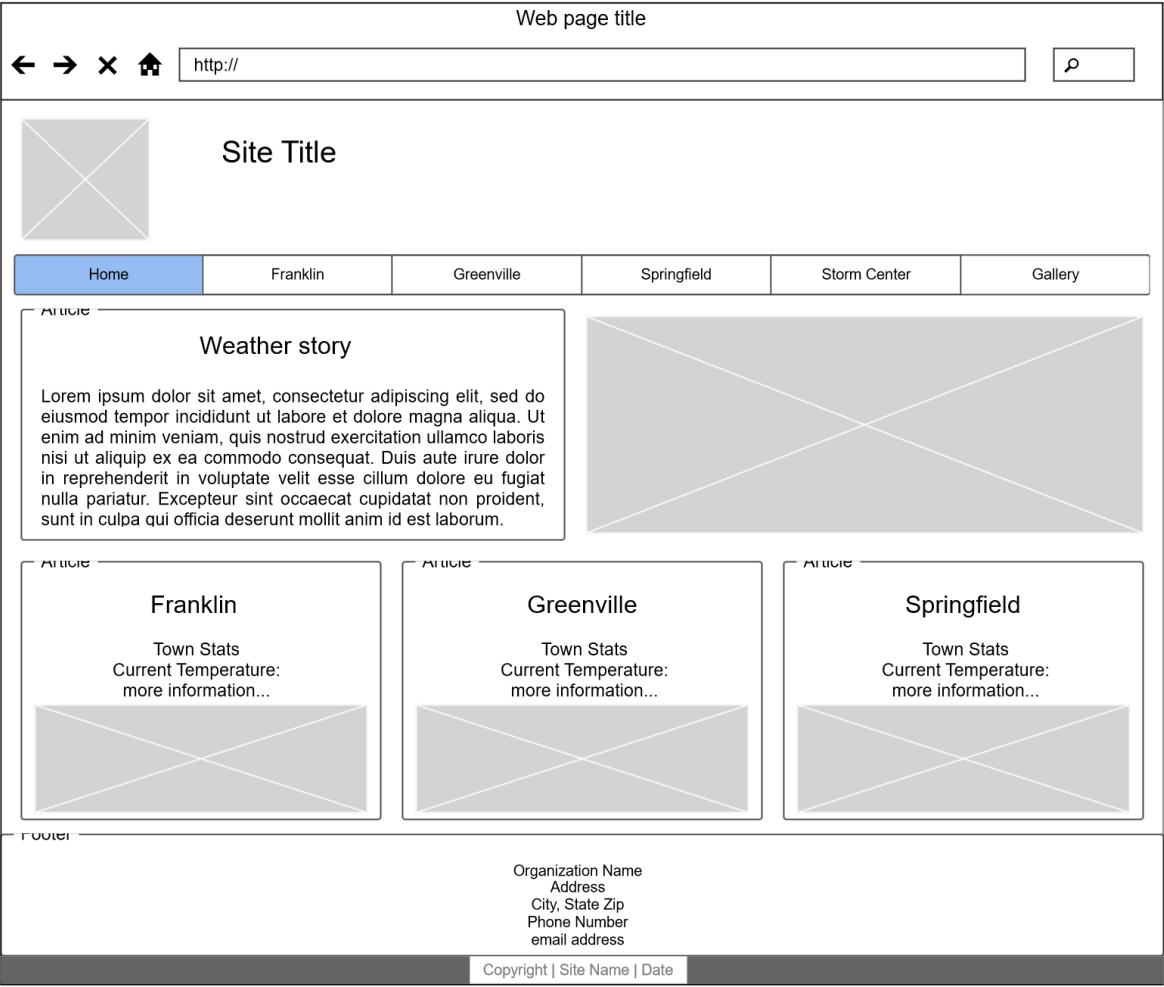 Web page title
http://
Site Title
Home Franklin Greenville Springfield Storm Center Gallery
Article
Weather story
Lorem ipsum dolor sit amet, consectetur adipiscing elit, sed do
eiusmod tempor incididunt ut labore et dolore magna aliqua. Ut
enim ad minim veniam, quis nostrud exercitation ullamco laboris
nisi ut aliquip ex ea commodo consequat. Duis aute irure dolor
in reprehenderit in voluptate velit esse cillum dolore eu fugiat
nulla pariatur. Excepteur sint occaecat cupidatat non proident,
sunt in culpa qui officia deserunt mollit anim id est laborum.
Article
Franklin
Town Stats
Current Temperature:
more information...
Article
Greenville
Town Stats
Current Temperature:
more information...
Article
Springfield
Town Stats
Current Temperature:
more information...
Footer
Organization Name
Address
City, State Zip
Phone Number
email address
Copyright | Site Name | Date